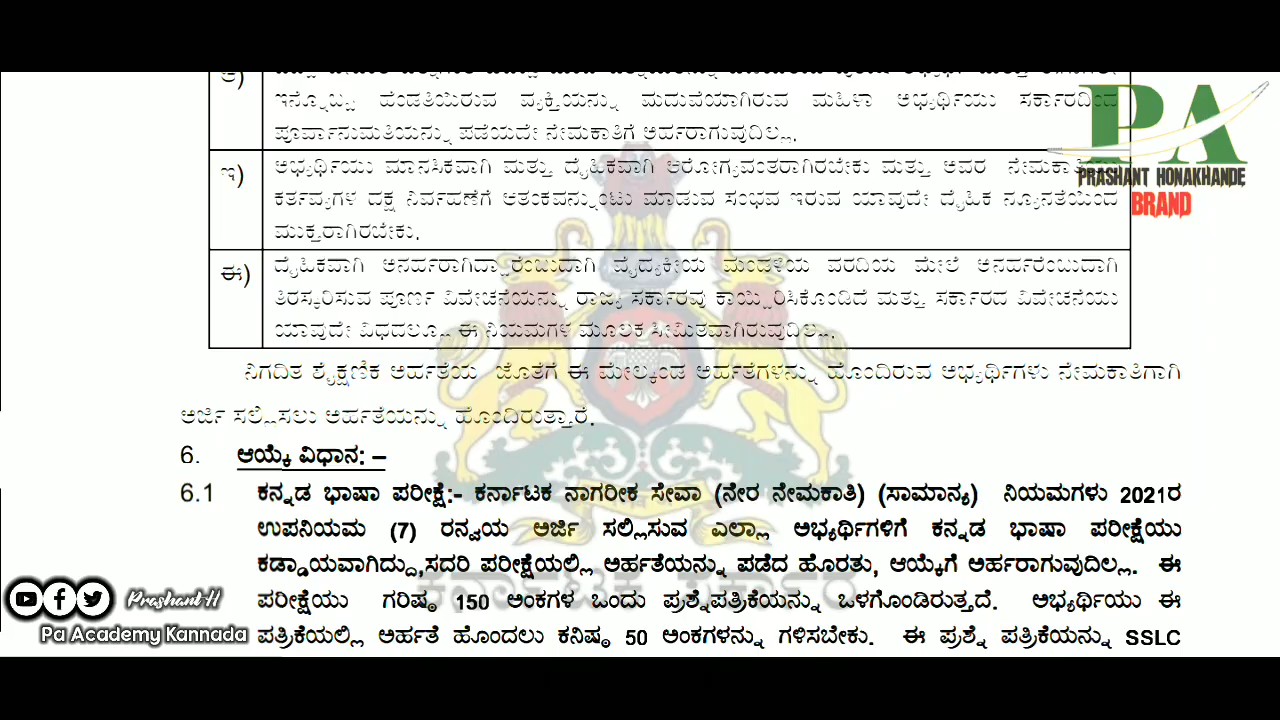 ಇನ್ನೊಬ್ಬ ಹೆಂಡತಿಯಿರುವ ವ್ಯಕ್ತಿಯನ್ನು ಮದುವೆಯಾಗಿರುವ ಮಹಿಳಾ ಅಭ್ಯರ್ಥಿಯು ಸರ್ಕಾರದಿಂದ
ಪೂರ್ವಾನುಮತಿಯನ್ನು ಪಡೆಯದೇ ನೇಮಕಾತಿಗೆ ಅರ್ಹರಾಗುವುದಿಲ್ಲ.
ಇ) ಅಭ್ಯರ್ಥಿಯು ಮಾನಸಿಕವಾಗಿ ಮತ್ತು ದೈಹಿಕವಾಗಿ ಆರೋಗ್ಯವಂತರಾಗಿರಬೇಕು ಮತ್ತು ಅವರ ನೇಮಕಾತಿಯು
ಕರ್ತವ್ಯಗಳ ದಕ್ಷ ನಿರ್ವಹಣೆಗೆ ಆತಂಕವನ್ನುಂಟು ಮಾಡುವ ಸಂಭವ ಇರುವ ಯಾವುದೇ ದೈಹಿಕ ನ್ಯೂನತೆಯಿಂದ
ಮುಕ್ತರಾಗಿರಬೇಕು.
ಈ) ದೈಹಿಕವಾಗಿ ಅನರ್ಹರಾಗಿದ್ದಾರೆಂಬುದಾಗಿ ವೈದ್ಯಕೀಯ ಮಂಡಳಿಯ ವರದಿಯ ಮೇಲೆ ಅನರ್ಹರೆಂಬುದಾಗಿ
ತಿರಸ್ಕರಿಸುವ ಪೂರ್ಣ ವಿವೇಚನೆಯನ್ನು ರಾಜ್ಯ ಸರ್ಕಾರವು ಕಾಯ್ದಿರಿಸಿಕೊಂಡಿದೆ ಮತ್ತು ಸರ್ಕಾರದ ವಿವೇಚನೆಯು
ಯಾವುದೇ ವಿಧದಲ್ಲೂ ಈ ನಿಯಮಗಳ ಮೂಲಕ ಸೀಮಿತವಾಗಿರುವುದಿಲ್ಲ.
ನಿಗದಿತ ಶೈಕ್ಷಣಿಕ ಅರ್ಹತೆಯ ಜೊತೆಗೆ ಈ ಮೇಲ್ಕಂಡ ಅರ್ಹತೆಗಳನ್ನು ಹೊಂದಿರುವ ಅಭ್ಯರ್ಥಿಗಳು ನೇಮಕಾತಿಗಾಗಿ
ಅರ್ಜಿ ಸಲ್ಲಿಸಲು ಅರ್ಹತೆಯನ್ನು ಹೊಂದಿರುತ್ತಾರೆ.
6. ಆಯ್ಕೆ ವಿಧಾನ: –
6.1 ಕನ್ನಡ ಭಾಷಾ ಪರೀಕ್ಷೆ:- ಕರ್ನಾಟಕ ನಾಗರೀಕ ಸೇವಾ (ನೇರ ನೇಮಕಾತಿ) (ಸಾಮಾನ್ಯ) ನಿಯಮಗಳು 2021ರ
ಉಪನಿಯಮ (7) ರನ್ವಯ ಅರ್ಜಿ ಸಲ್ಲಿಸುವ ಎಲ್ಲಾ ಅಭ್ಯರ್ಥಿಗಳಿಗೆ ಕನ್ನಡ ಭಾಷಾ ಪರೀಕ್ಷೆಯು
ಕಡ್ಡಾಯವಾಗಿದ್ದು,ಸದರಿ ಪರೀಕ್ಷೆಯಲ್ಲಿ ಅರ್ಹತೆಯನ್ನು ಪಡೆದ ಹೊರತು, ಆಯ್ಕೆಗೆ ಅರ್ಹರಾಗುವುದಿಲ್ಲ. ಈ
ಪರೀಕ್ಷೆಯು ಗರಿಷ್ಠ 150 ಅಂಕಗಳ ಒಂದು ಪ್ರಶ್ನೆಪತ್ರಿಕೆಯನ್ನು ಒಳಗೊಂಡಿರುತ್ತದೆ. ಅಭ್ಯರ್ಥಿಯು ಈ
ಪತ್ರಿಕೆಯಲ್ಲಿ ಅರ್ಹತೆ ಹೊಂದಲು ಕನಿಷ್ಠ 50 ಅಂಕಗಳನ್ನು ಗಳಿಸಬೇಕು. ಈ ಪ್ರಶ್ನೆ ಪತ್ರಿಕೆಯನ್ನು SSLC
ಕರ್ನಾಟಕ ಸರ್ಕಾರ
PA
PRASHANT HONAKHANDE
BRAND
Prashant H
Pa Academy Kannada